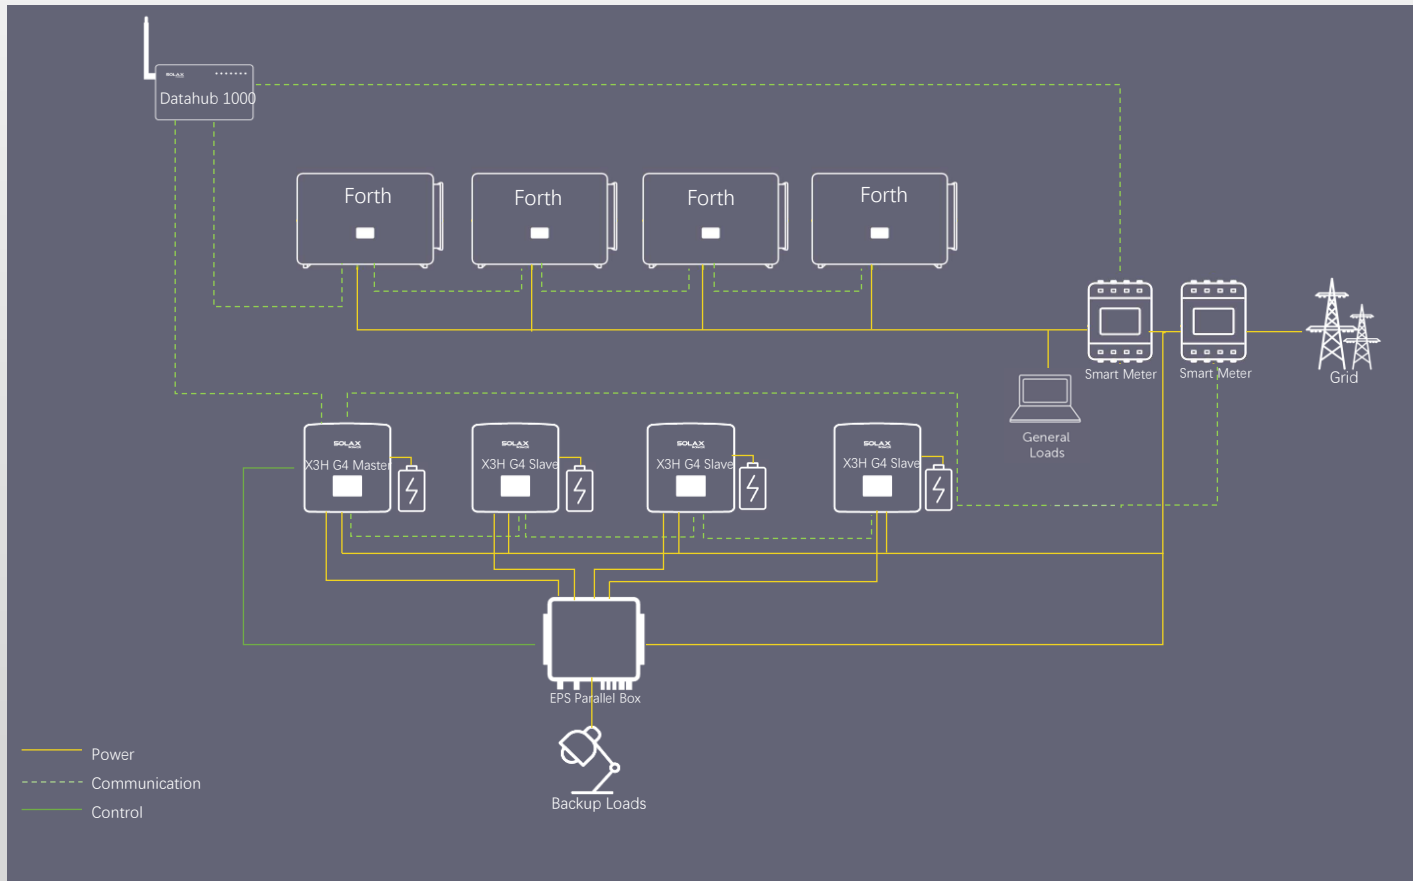 SOLAX
Datahub 1000
Forth
Forth
Forth
Forth
Smart Meter
Smart Meter
Grid
General
Loads
SOLAX
X3H G4 Master
SOLAX
X3H G4 Slave
SOLAX
X3H G4 Slave
SOLAX
X3H G4 Slave
EPS Parallel Box
Backup Loads
Power
Communication
Control